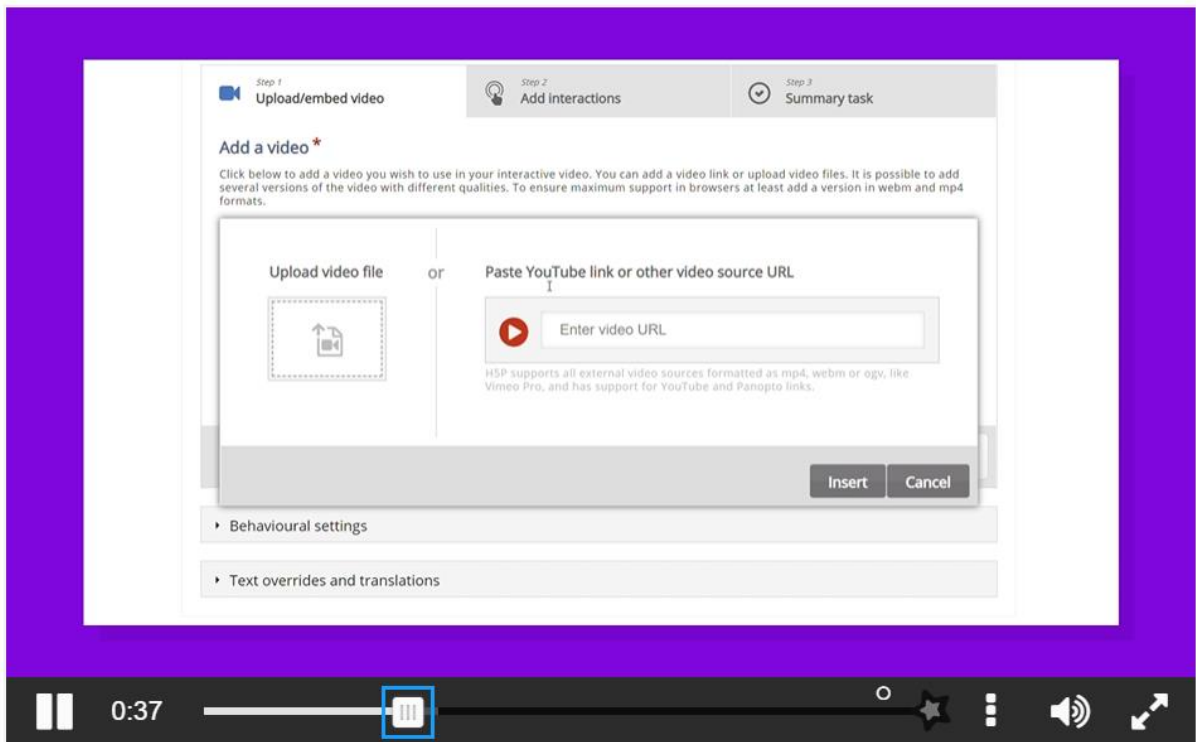 Step 1
Upload/embed video
Step 2
Add interactions
Step 3
Summary task
Add a video *
Click below to add a video you wish to use in your interactive video. You can add a video link or upload video files. It is possible to add
several versions of the video with different qualities. To ensure maximum support in browsers at least add a version in webm and mp4
formats.
Upload video file
or
Paste YouTube link or other video source URL
Enter video URL
H5P supports all external video sources formatted as mp4, webm or ogv, like
Vimeo Pro, and has support for YouTube and Panopto links.
Insert
Cancel
Behavioural settings
Text overrides and translations
0:37